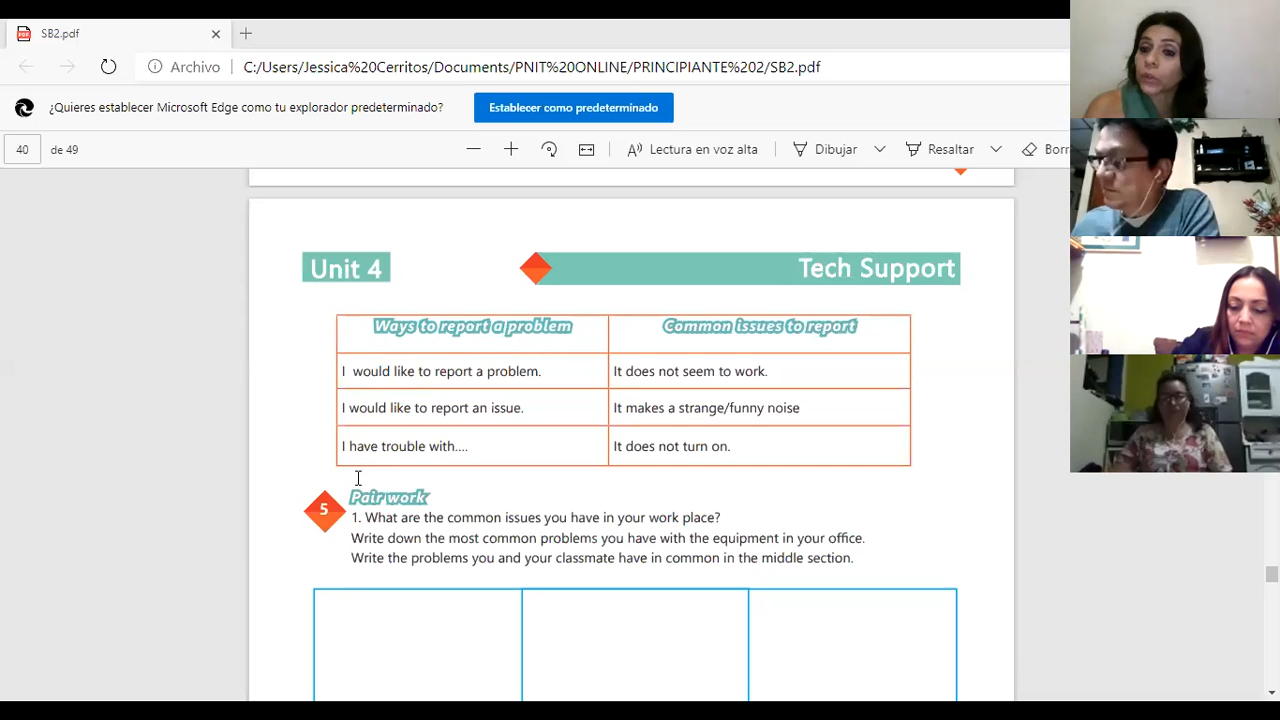 SB2.pdf
Archivo C:/Users/Jessica%20Cerritos/Documents/PNIT%20ONLINE/PRINCIPIANTE%202/SB2.pdf
¿Quieres establecer Microsoft Edge como tu explorador predeterminado? Establecer como predeterminado
40 de 49 Lectura en voz alta Dibujar Resaltar Borr
Unit 4 Tech Support
Ways to report a problem Common issues to report
I would like to report a problem. It does not seem to work.
I would like to report an issue. It makes a strange/funny noise
I have trouble with.... It does not turn on.
5 Pair work
1. What are the common issues you have in your work place?
Write down the most common problems you have with the equipment in your office.
Write the problems you and your classmate have in common in the middle section.